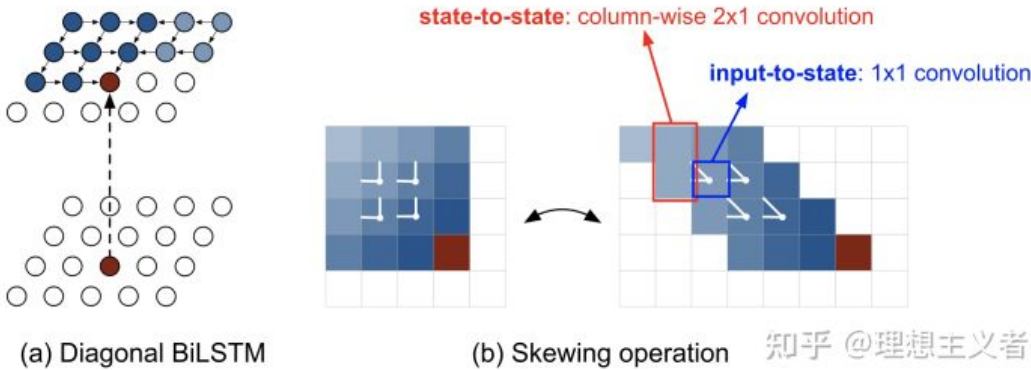 state-to-state: column-wise 2x1 convolution
input-to-state: 1x1 convolution
(a) Diagonal BiLSTM
(b) Skewing operation
知乎 @理想主义者